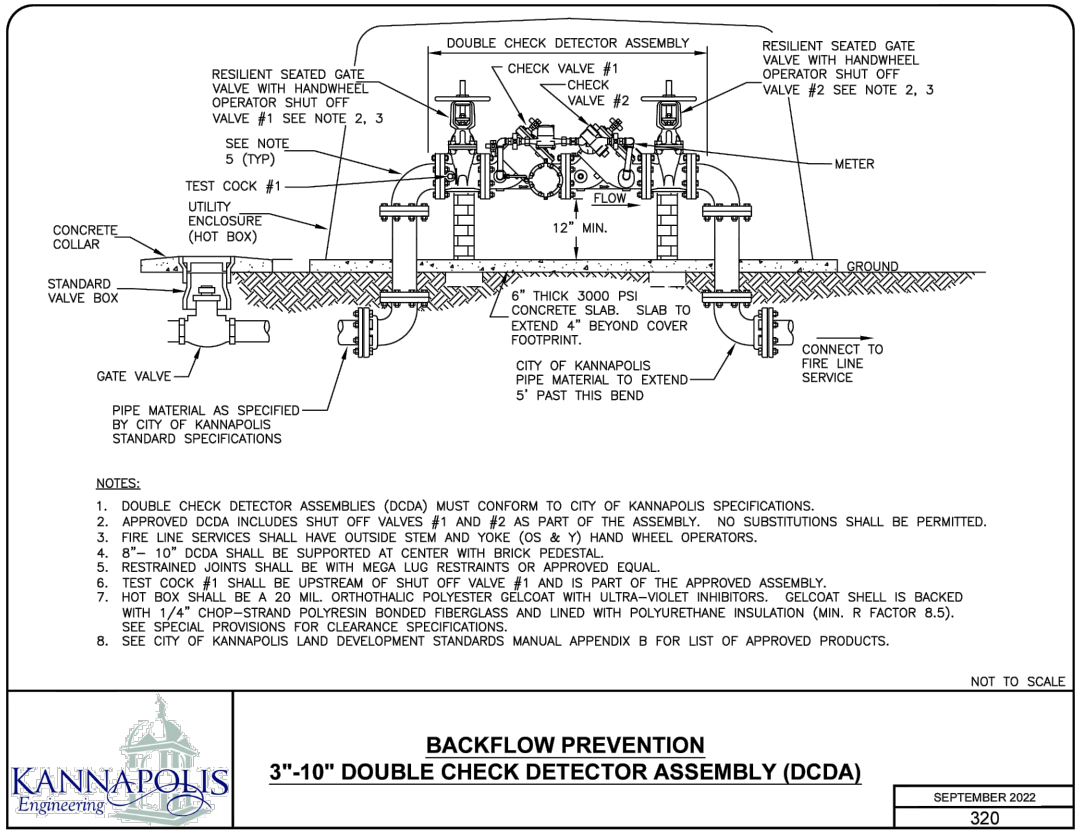 DOUBLE CHECK DETECTOR ASSEMBLY
RESILIENT SEATED GATE
VALVE WITH HANDWHEEL
OPERATOR SHUT OFF
VALVE #2 SEE NOTE 2, 3
CHECK VALVE #1
CHECK
VALVE #2
RESILIENT SEATED GATE
VALVE WITH HANDWHEEL
OPERATOR SHUT OFF
VALVE #1 SEE NOTE 2, 3
SEE NOTE
5 (TYP)
METER
TEST COCK #1
FLOW
UTILITY
ENCLOSURE
(HOT BOX)
12" MIN.
CONCRETE
COLLAR
GROUND
STANDARD
VALVE BOX
6" THICK 3000 PSI
CONCRETE SLAB. SLAB TO
EXTEND 4" BEYOND COVER
FOOTPRINT.
CONNECT TO
FIRE LINE
SERVICE
CITY OF KANNAPOLIS
PIPE MATERIAL TO EXTEND
5' PAST THIS BEND
GATE VALVE
PIPE MATERIAL AS SPECIFIED
BY CITY OF KANNAPOLIS
STANDARD SPECIFICATIONS
NOTES:
1. DOUBLE CHECK DETECTOR ASSEMBLIES (DCDA) MUST CONFORM TO CITY OF KANNAPOLIS SPECIFICATIONS.
2. APPROVED DCDA INCLUDES SHUT OFF VALVES #1 AND #2 AS PART OF THE ASSEMBLY. NO SUBSTITUTIONS SHALL BE PERMITTED.
3. FIRE LINE SERVICES SHALL HAVE OUTSIDE STEM AND YOKE (OS & Y) HAND WHEEL OPERATORS.
4. 8"- 10" DCDA SHALL BE SUPPORTED AT CENTER WITH BRICK PEDESTAL.
5. RESTRAINED JOINTS SHALL BE WITH MEGA LUG RESTRAINTS OR APPROVED EQUAL.
6. TEST COCK #1 SHALL BE UPSTREAM OF SHUT OFF VALVE #1 AND IS PART OF THE APPROVED ASSEMBLY.
7. HOT BOX SHALL BE A 20 MIL. ORTHOTHALIC POLYESTER GELCOAT WITH ULTRA-VIOLET INHIBITORS. GELCOAT SHELL IS BACKED
WITH 1/4" CHOP-STRAND POLYRESIN BONDED FIBERGLASS AND LINED WITH POLYURETHANE INSULATION (MIN. R FACTOR 8.5).
SEE SPECIAL PROVISIONS FOR CLEARANCE SPECIFICATIONS.
8. SEE CITY OF KANNAPOLIS LAND DEVELOPMENT STANDARDS MANUAL APPENDIX B FOR LIST OF APPROVED PRODUCTS.
NOT TO SCALE
KANNAPOLIS
Engineering
BACKFLOW PREVENTION
3"-10" DOUBLE CHECK DETECTOR ASSEMBLY (DCDA)
SEPTEMBER 2022
320